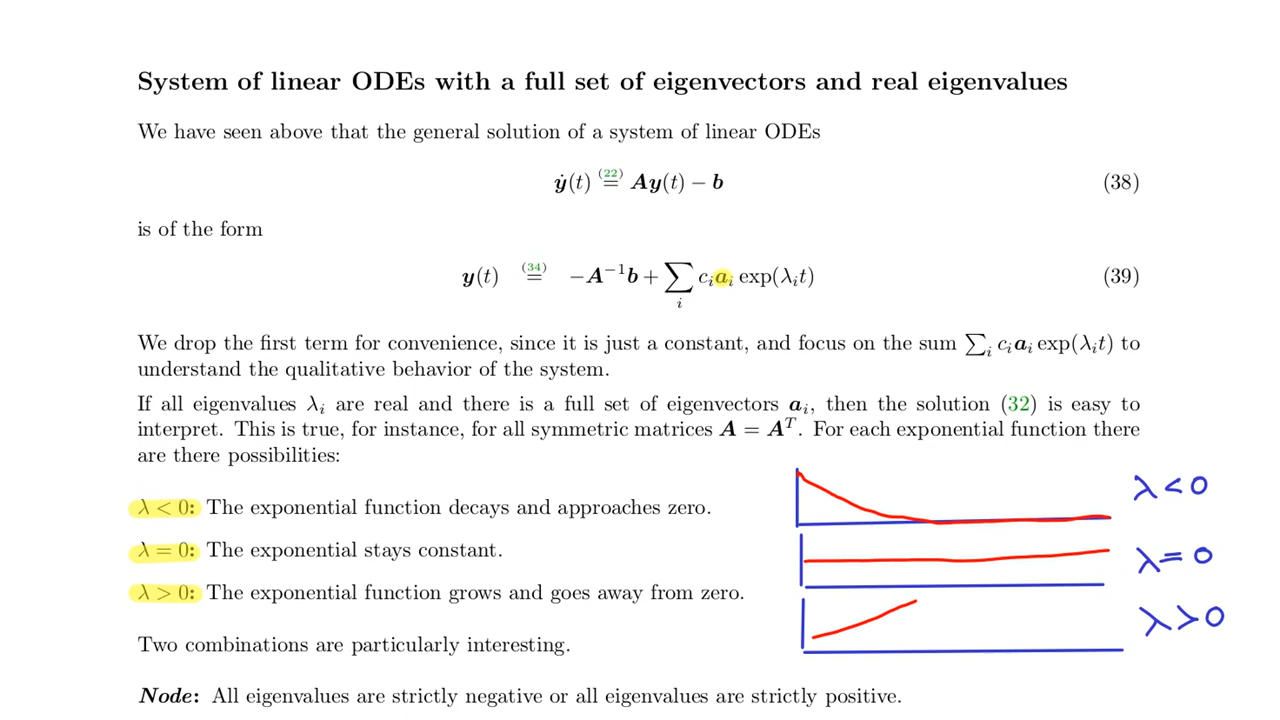 System of linear ODEs with a full set of eigenvectors and real eigenvalues
We have seen above that the general solution of a system of linear ODEs
ẏ(t) (22)= Ay(t) − b (38)
is of the form
y(t) (34)= −A⁻¹b + ∑ᵢ cᵢaᵢ exp(λᵢt) (39)
We drop the first term for convenience, since it is just a constant, and focus on the sum ∑ᵢ cᵢaᵢ exp(λᵢt) to
understand the qualitative behavior of the system.
If all eigenvalues λᵢ are real and there is a full set of eigenvectors aᵢ, then the solution (32) is easy to
interpret. This is true, for instance, for all symmetric matrices A = Aᵀ. For each exponential function there
are there possibilities:
λ < 0: The exponential function decays and approaches zero.
λ < 0
λ = 0: The exponential stays constant.
λ = 0
λ > 0: The exponential function grows and goes away from zero.
λ > 0
Two combinations are particularly interesting.
Node: All eigenvalues are strictly negative or all eigenvalues are strictly positive.